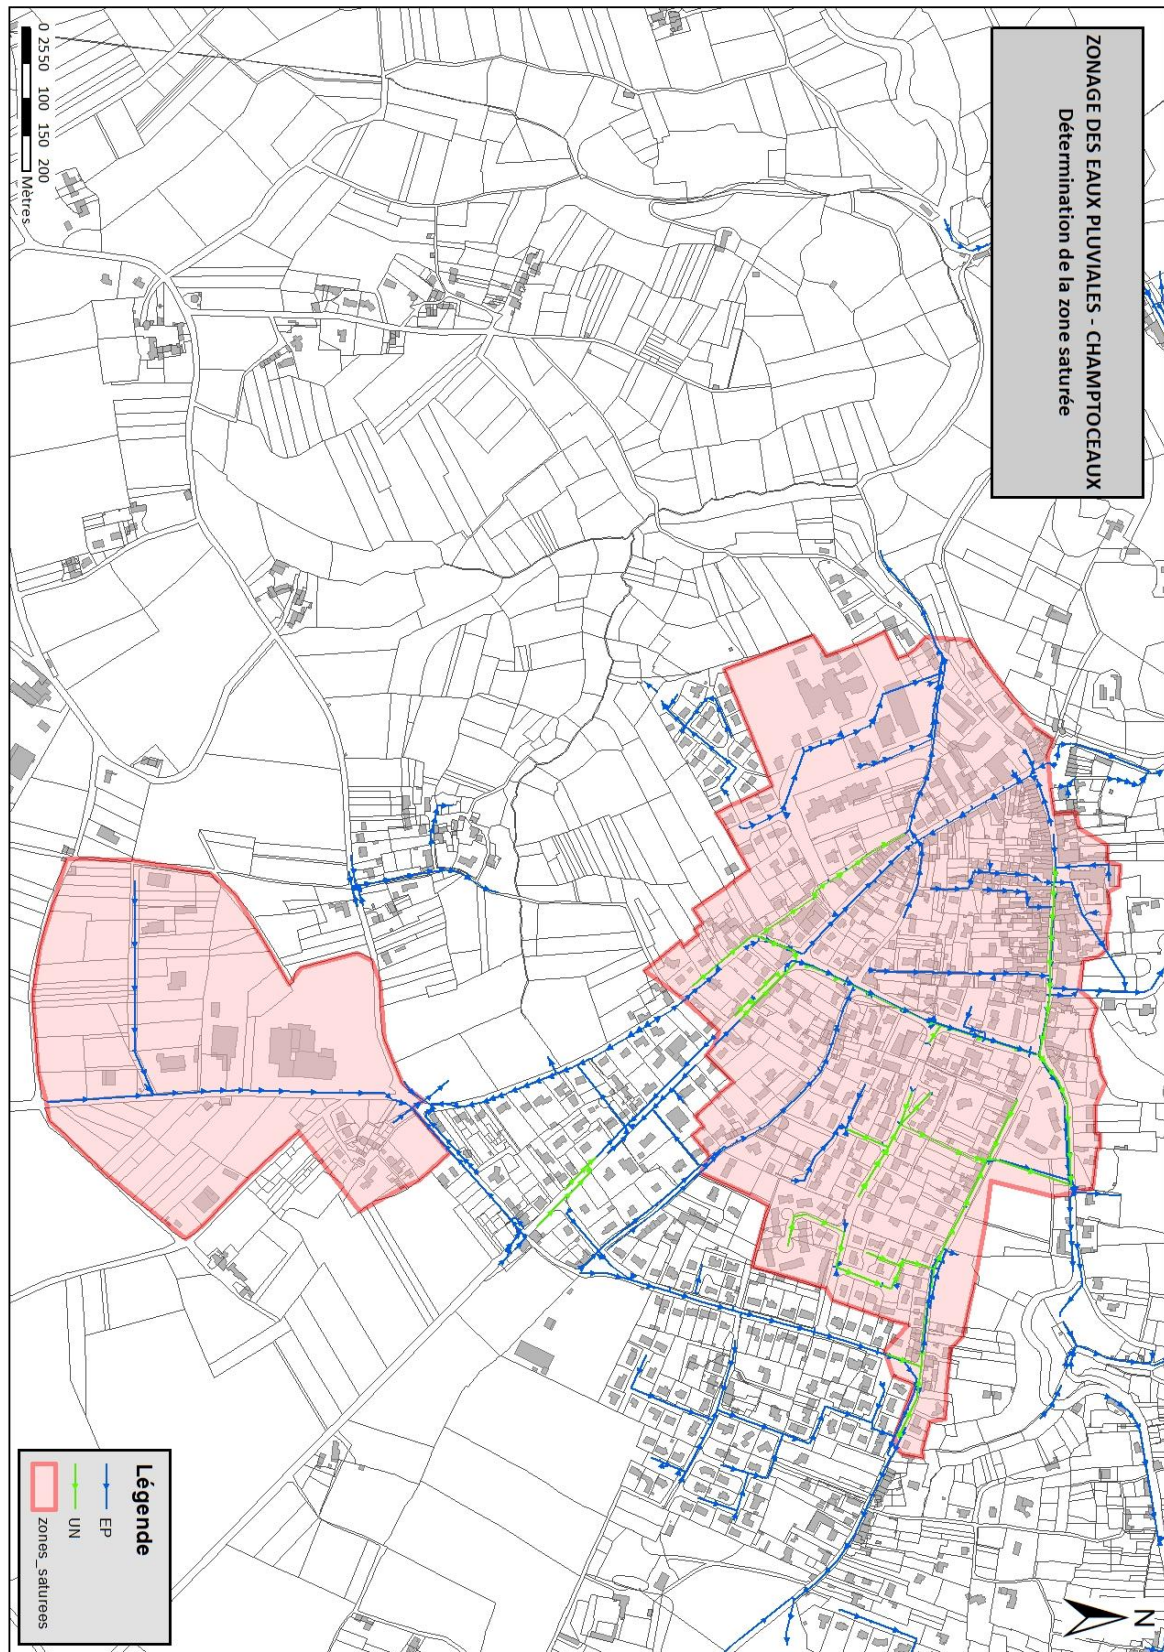 ZONAGE DES EAUX PLUVIALES - CHAMPTOCEAUX
Détermination de la zone saturée
N
0 25 50 100 150 200
Mètres
Légende
EP
UN
zones_saturees